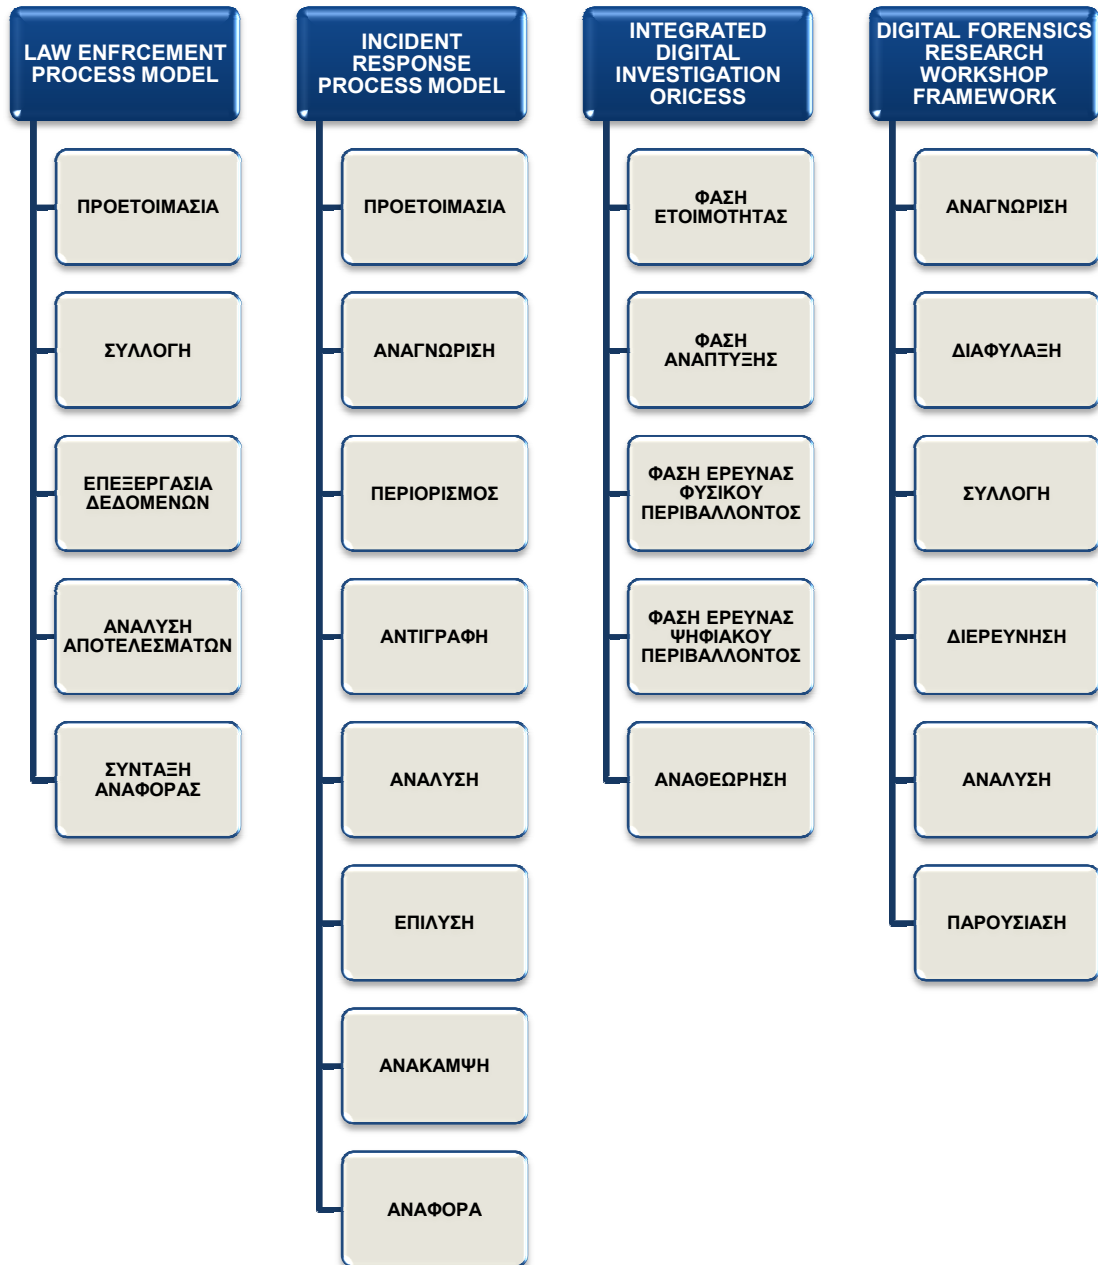 LAW ENFRCEMENT
PROCESS MODEL
ΠΡΟΕΤΟΙΜΑΣΙΑ
ΣΥΛΛΟΓΗ
ΕΠΕΞΕΡΓΑΣΙΑ
ΔΕΔΟΜΕΝΩΝ
ΑΝΑΛΥΣΗ
ΑΠΟΤΕΛΕΣΜΑΤΩΝ
ΣΥΝΤΑΞΗ
ΑΝΑΦΟΡΑΣ
INCIDENT
RESPONSE
PROCESS MODEL
ΠΡΟΕΤΟΙΜΑΣΙΑ
ΑΝΑΓΝΩΡΙΣΗ
ΠΕΡΙΟΡΙΣΜΟΣ
ΑΝΤΙΓΡΑΦΗ
ΑΝΑΛΥΣΗ
ΕΠΙΛΥΣΗ
ΑΝΑΚΑΜΨΗ
ΑΝΑΦΟΡΑ
INTEGRATED
DIGITAL
INVESTIGATION
ORICESS
ΦΑΣΗ
ΕΤΟΙΜΟΤΗΤΑΣ
ΦΑΣΗ
ΑΝΑΠΤΥΞΗΣ
ΦΑΣΗ ΕΡΕΥΝΑΣ
ΦΥΣΙΚΟΥ
ΠΕΡΙΒΑΛΛΟΝΤΟΣ
ΦΑΣΗ ΕΡΕΥΝΑΣ
ΨΗΦΙΑΚΟΥ
ΠΕΡΙΒΑΛΛΟΝΤΟΣ
ΑΝΑΘΕΩΡΗΣΗ
DIGITAL FORENSICS
RESEARCH
WORKSHOP
FRAMEWORK
ΑΝΑΓΝΩΡΙΣΗ
ΔΙΑΦΥΛΑΞΗ
ΣΥΛΛΟΓΗ
ΔΙΕΡΕΥΝΗΣΗ
ΑΝΑΛΥΣΗ
ΠΑΡΟΥΣΙΑΣΗ